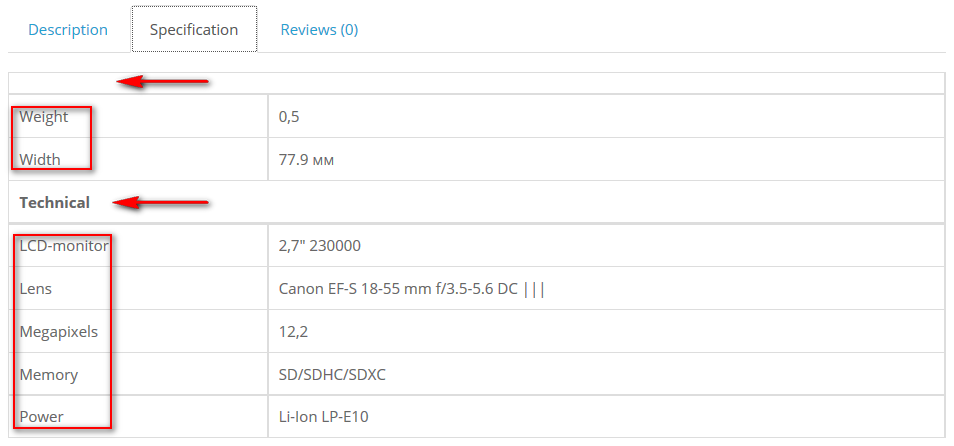 Description Specification Reviews (0)
Weight 0,5
Width 77.9 мм
Technical
LCD-monitor 2,7" 230000
Lens Canon EF-S 18-55 mm f/3.5-5.6 DC |||
Megapixels 12,2
Memory SD/SDHC/SDXC
Power Li-Ion LP-E10